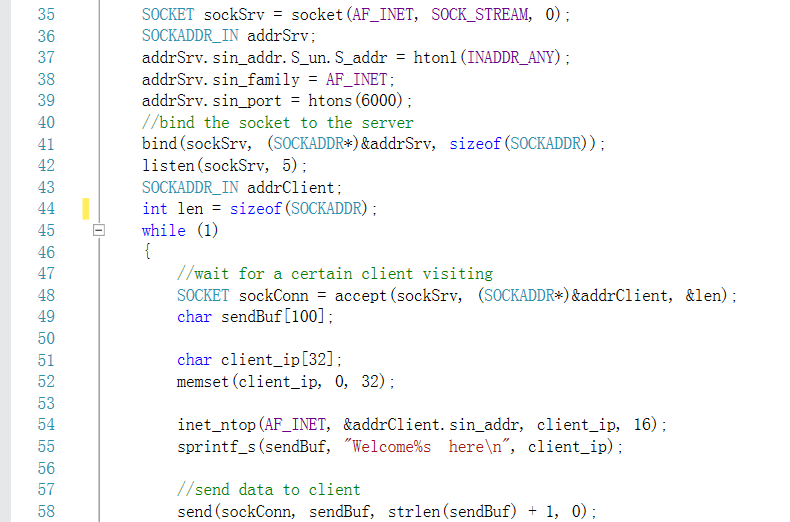 35 SOCKET sockSrv = socket(AF_INET, SOCK_STREAM, 0);
36 SOCKADDR_IN addrSrv;
37 addrSrv.sin_addr.S_un.S_addr = htonl(INADDR_ANY);
38 addrSrv.sin_family = AF_INET;
39 addrSrv.sin_port = htons(6000);
40 //bind the socket to the server
41 bind(sockSrv, (SOCKADDR*)&addrSrv, sizeof(SOCKADDR));
42 listen(sockSrv, 5);
43 SOCKADDR_IN addrClient;
44 int len = sizeof(SOCKADDR);
45 while (1)
46 {
47 //wait for a certain client visiting
48 SOCKET sockConn = accept(sockSrv, (SOCKADDR*)&addrClient, &len);
49 char sendBuf[100];
50
51 char client_ip[32];
52 memset(client_ip, 0, 32);
53
54 inet_ntop(AF_INET, &addrClient.sin_addr, client_ip, 16);
55 sprintf_s(sendBuf, "Welcome%s  here\n", client_ip);
56
57 //send data to client
58 send(sockConn, sendBuf, strlen(sendBuf) + 1, 0);